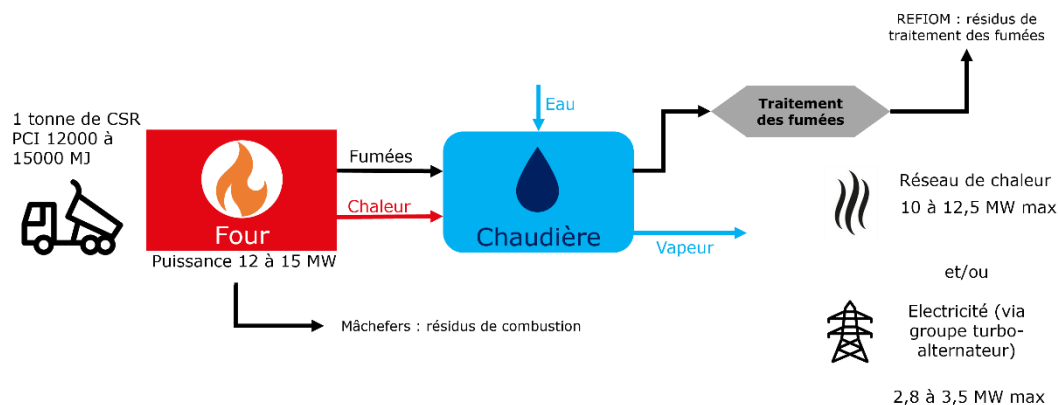 1 tonne de CSR
PCI 12000 à
15000 MJ
Four
Puissance 12 à 15 MW
Fumées
Chaleur
Mâchefers : résidus de combustion
Eau
Chaudière
Vapeur
Traitement
des fumées
REFIOM : résidus de
traitement des fumées
Réseau de chaleur
10 à 12,5 MW max
et/ou
Electricité (via
groupe turbo-
alternateur)
2,8 à 3,5 MW max